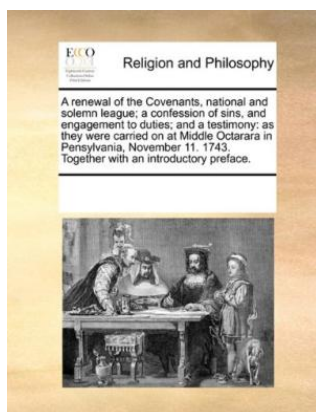 ECCO
Religion and Philosophy
A renewal of the Covenants, national and
solemn league; a confession of sins, and
engagement to duties; and a testimony: as
they were carried on at Middle Octarara in
Pensylvania, November 11. 1743.
Together with an introductory preface.